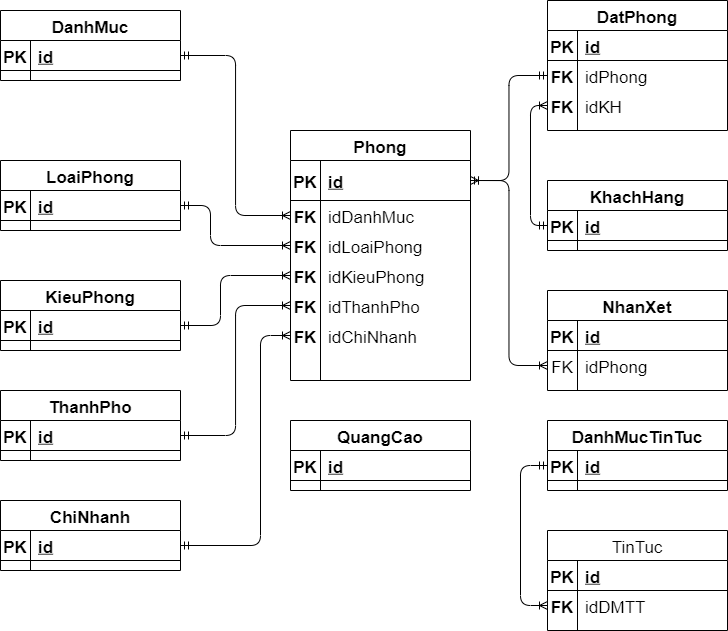 DanhMuc
PK id
LoaiPhong
PK id
KieuPhong
PK id
ThanhPho
PK id
ChiNhanh
PK id
Phong
PK id
FK idDanhMuc
FK idLoaiPhong
FK idKieuPhong
FK idThanhPho
FK idChiNhanh
QuangCao
PK id
DatPhong
PK id
FK idPhong
FK idKH
KhachHang
PK id
NhanXet
PK id
FK idPhong
DanhMucTinTuc
PK id
TinTuc
PK id
FK idDMTT